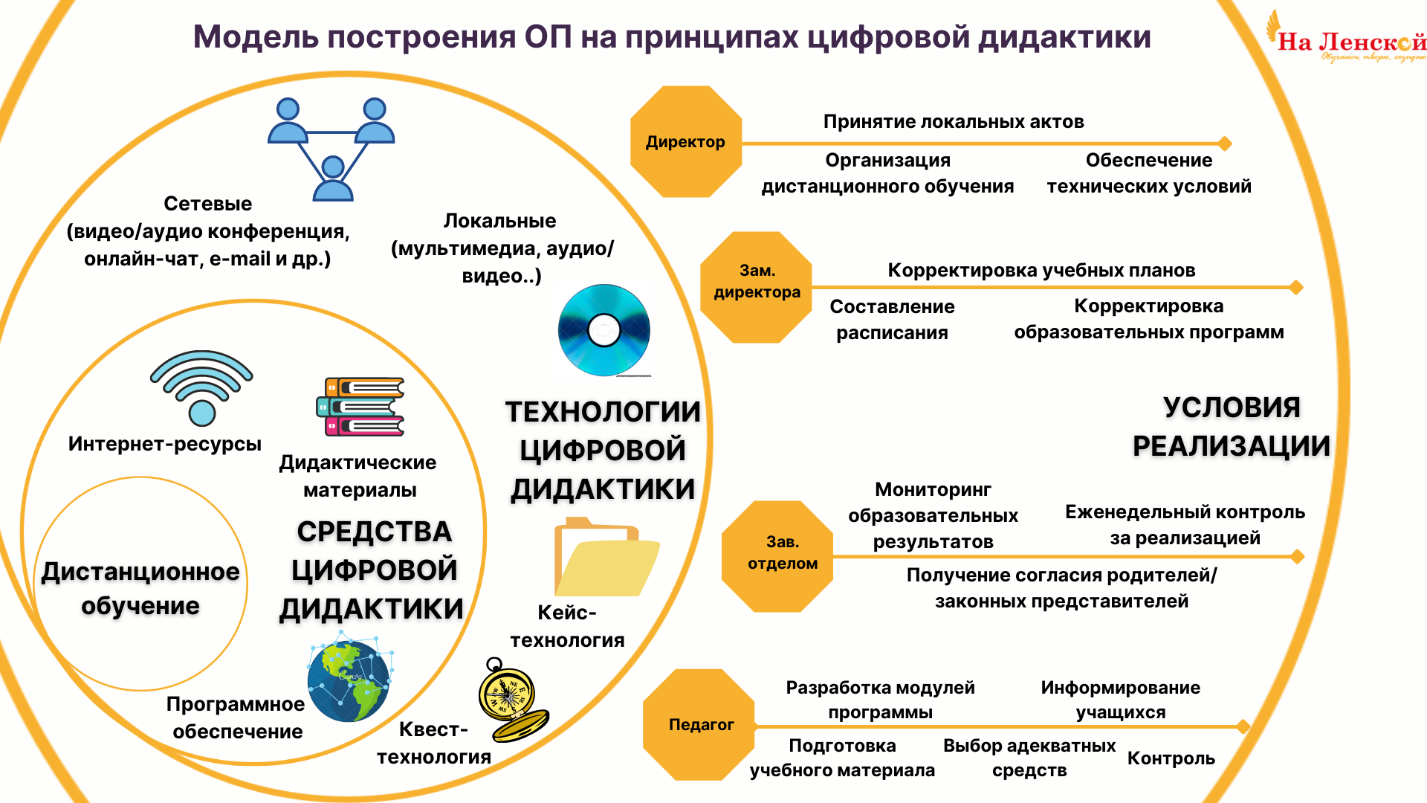 Модель построения ОП на принципах цифровой дидактики
На Ленской
Сетевые
(видео/аудио конференция,
онлайн-чат, e-mail и др.)
Локальные
(мультимедиа, аудио/
видео..)
Интернет-ресурсы
Дидактические
материалы
ТЕХНОЛОГИИ
ЦИФРОВОЙ
ДИДАКТИКИ
СРЕДСТВА
ЦИФРОВОЙ
ДИДАКТИКИ
Дистанционное
обучение
Кейс-
технология
Программное
обеспечение
Квест-
технология
Директор
Принятие локальных актов
Организация
дистанционного обучения
Обеспечение
технических условий
Зам.
директора
Корректировка учебных планов
Составление
расписания
Корректировка
образовательных программ
УСЛОВИЯ
РЕАЛИЗАЦИИ
Зав.
отделом
Мониторинг
образовательных
результатов
Еженедельный контроль
за реализацией
Получение согласия родителей/
законных представителей
Педагог
Разработка модулей
программы
Информирование
учащихся
Подготовка
учебного материала
Выбор адекватных
средств
Контроль